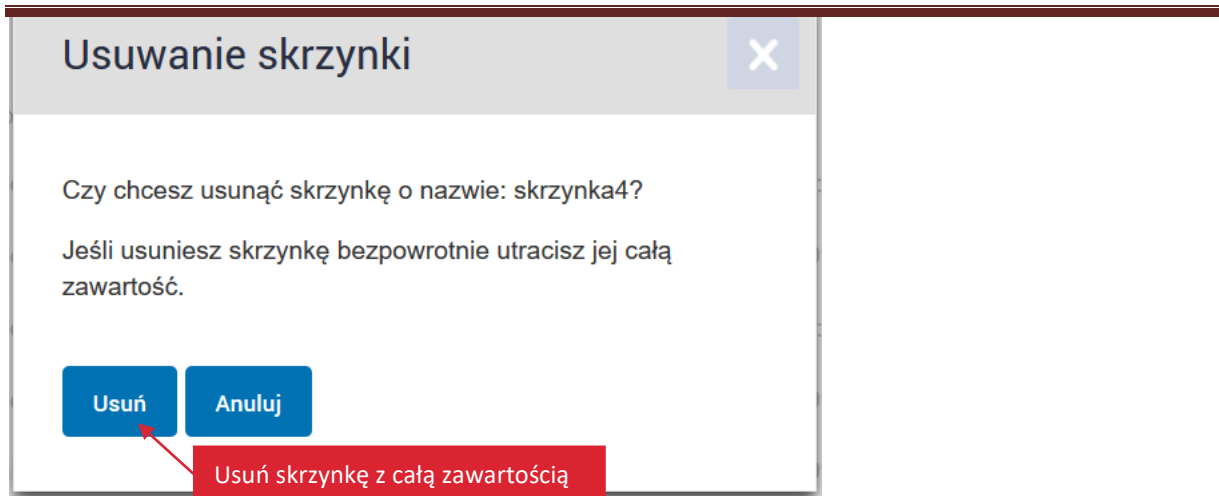 Usuwanie skrzynki
Czy chcesz usunąć skrzynkę o nazwie: skrzynka4?
Jeśli usuniesz skrzynkę bezpowrotnie utracisz jej całą
zawartość.
Usuń Anuluj
Usuń skrzynkę z całą zawartością